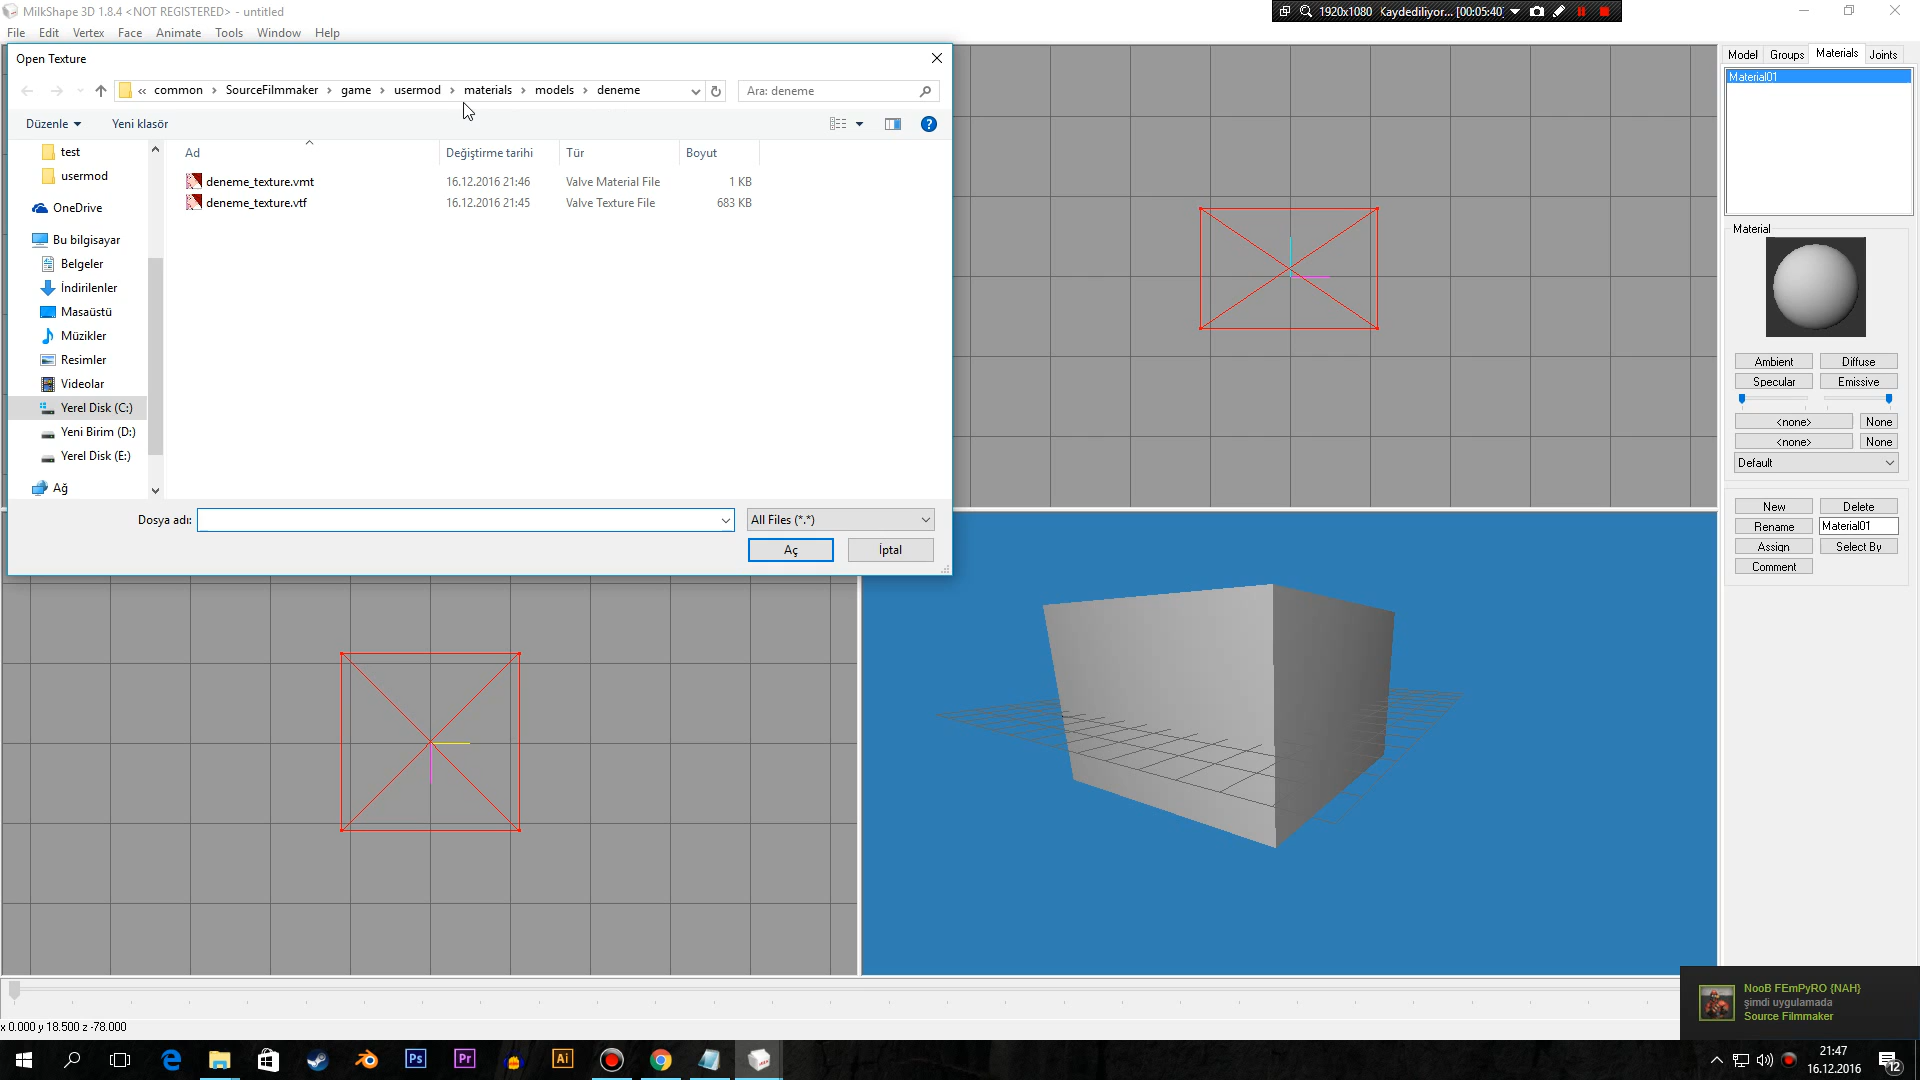 MilkShape 3D 1.8.4 <NOT REGISTERED> - untitled
1920x1080 Kaydediliyor... [00:05:40]
File Edit Vertex Face Animate Tools Window Help
Open Texture
« common › SourceFilmmaker › game › usermod › materials › models › deneme
Ara: deneme
Düzenle Yeni klasör
Ad Değiştirme tarihi Tür Boyut
deneme_texture.vmt 16.12.2016 21:46 Valve Material File 1 KB
deneme_texture.vtf 16.12.2016 21:45 Valve Texture File 683 KB
test
usermod
OneDrive
Bu bilgisayar
Belgeler
İndirilenler
Masaüstü
Müzikler
Resimler
Videolar
Yerel Disk (C:)
Yeni Birim (D:)
Yerel Disk (E:)
Ağ
Dosya adı:
All Files (*.*)
Aç İptal
Model Groups Materials Joints
Material01
Material
Ambient Diffuse
Specular Emissive
<none> None
<none> None
Default
New Delete
Rename Material01
Assign Select By
Comment
x 0.000 y 18.500 z -78.000
NooB FEmPyRO {NAH}
şimdi uygulamada
Source Filmmaker
Ps Pr Ai
21:47
16.12.2016
12